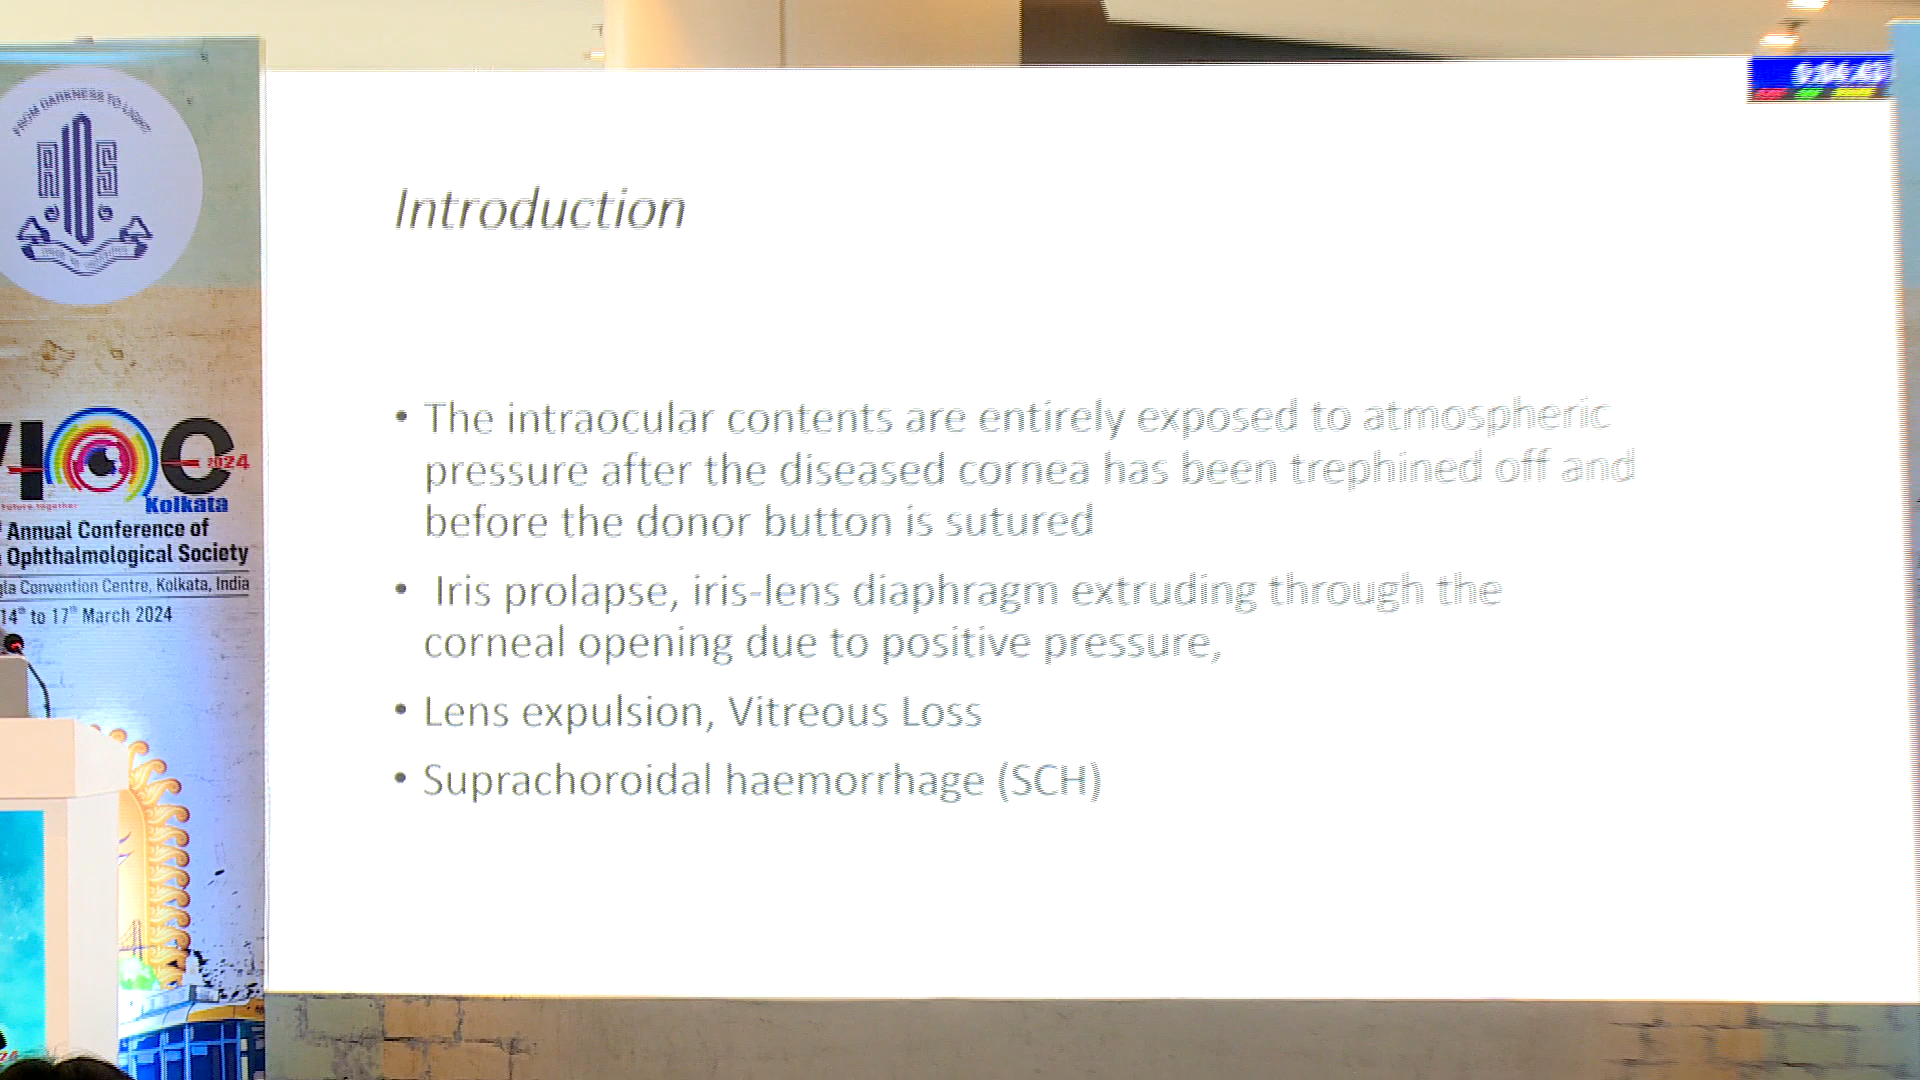 FROM DARKNESS TO LIGHT
AIOS
AIOC
2024
Kolkata
future together
Annual Conference of
Ophthalmological Society
Convention Centre, Kolkata, India
14th to 17th March 2024
Introduction
• The intraocular contents are entirely exposed to atmospheric
pressure after the diseased cornea has been trephined off and
before the donor button is sutured
• Iris prolapse, iris-lens diaphragm extruding through the
corneal opening due to positive pressure,
• Lens expulsion, Vitreous Loss
• Suprachoroidal haemorrhage (SCH)